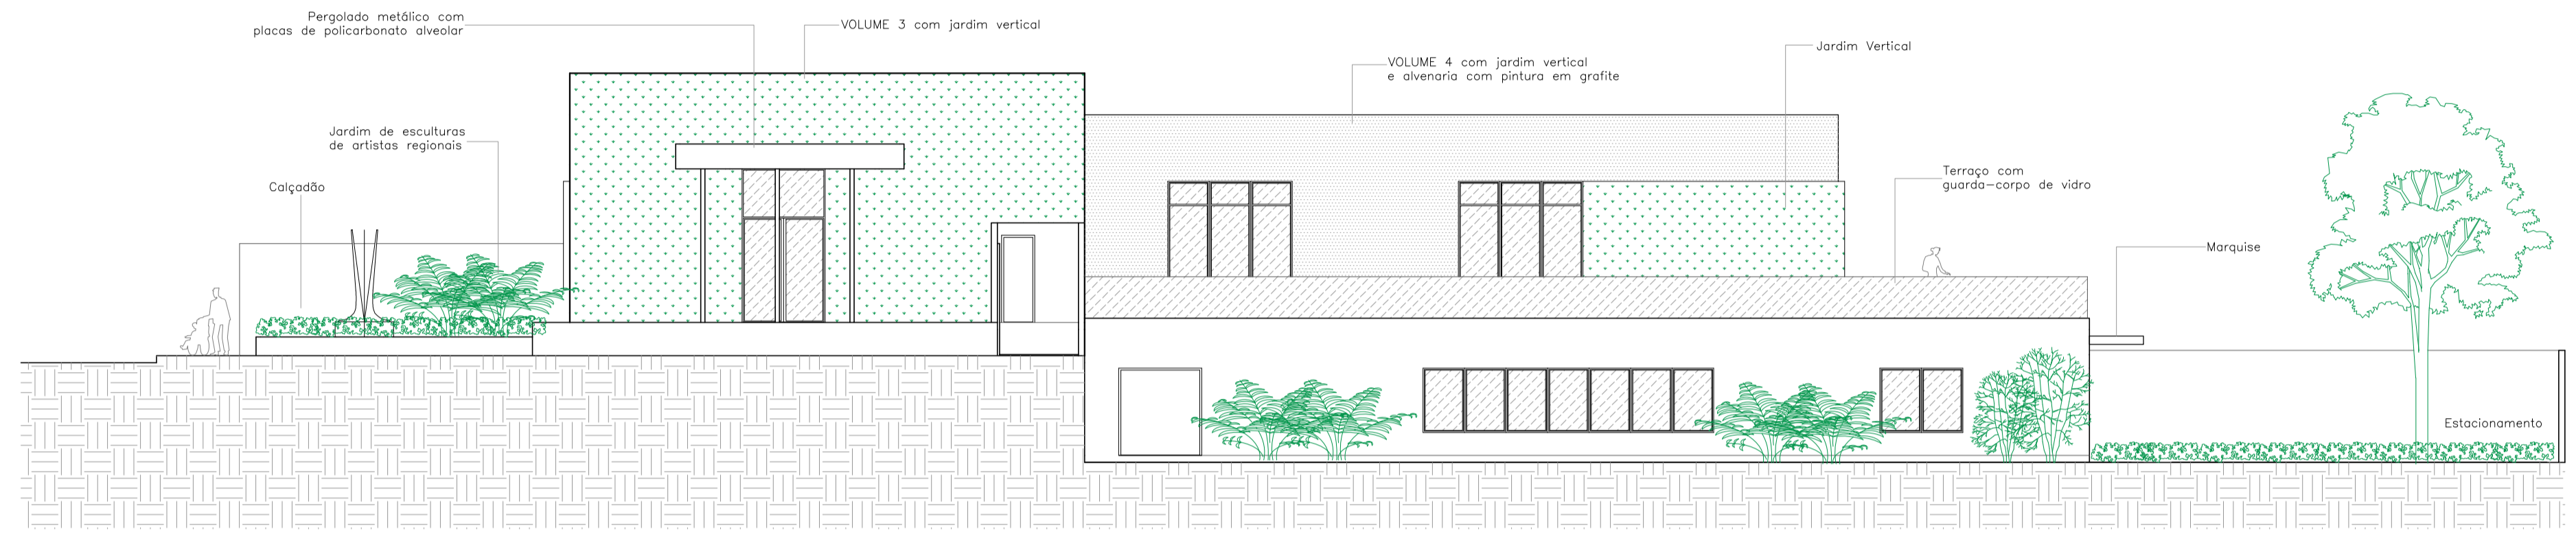 Pergolado metálico com
placas de policarbonato alveolar
VOLUME 3 com jardim vertical
VOLUME 4 com jardim vertical
e alvenaria com pintura em grafite
Jardim Vertical
Jardim de esculturas
de artistas regionais
Calçadão
Terraço com
guarda-corpo de vidro
Marquise
Estacionamento